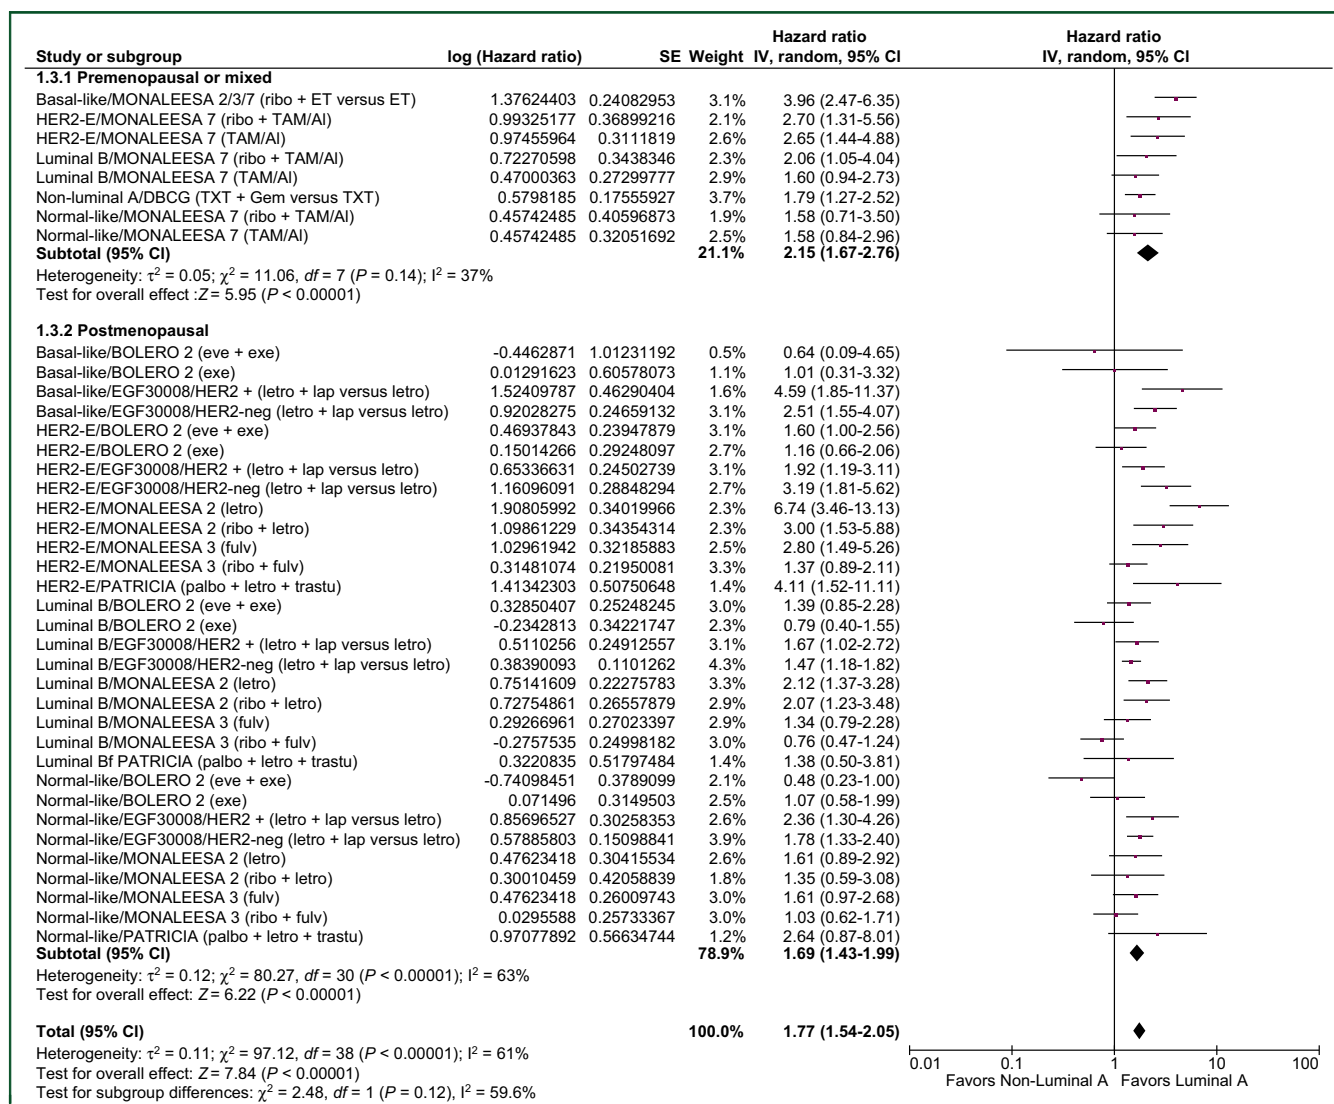 Hazard ratio Hazard ratio
Study or subgroup log (Hazard ratio) SE Weight IV, random, 95% CI IV, random, 95% CI
1.3.1 Premenopausal or mixed
Basal-like/MONALEESA 2/3/7 (ribo + ET versus ET) 1.37624403 0.24082953 3.1% 3.96 (2.47-6.35)
HER2-E/MONALEESA 7 (ribo + TAM/Al) 0.99325177 0.36899216 2.1% 2.70 (1.31-5.56)
HER2-E/MONALEESA 7 (TAM/Al) 0.97455964 0.3111819 2.6% 2.65 (1.44-4.88)
Luminal B/MONALEESA 7 (ribo + TAM/Al) 0.72270598 0.3438346 2.3% 2.06 (1.05-4.04)
Luminal B/MONALEESA 7 (TAM/Al) 0.47000363 0.27299777 2.9% 1.60 (0.94-2.73)
Non-luminal A/DBCG (TXT + Gem versus TXT) 0.5798185 0.17555927 3.7% 1.79 (1.27-2.52)
Normal-like/MONALEESA 7 (ribo + TAM/Al) 0.45742485 0.40596873 1.9% 1.58 (0.71-3.50)
Normal-like/MONALEESA 7 (TAM/Al) 0.45742485 0.32051692 2.5% 1.58 (0.84-2.96)
Subtotal (95% CI) 21.1% 2.15 (1.67-2.76)
Heterogeneity: τ² = 0.05; χ² = 11.06, df = 7 (P = 0.14); I² = 37%
Test for overall effect :Z = 5.95 (P < 0.00001)
1.3.2 Postmenopausal
Basal-like/BOLERO 2 (eve + exe) -0.4462871 1.01231192 0.5% 0.64 (0.09-4.65)
Basal-like/BOLERO 2 (exe) 0.01291623 0.60578073 1.1% 1.01 (0.31-3.32)
Basal-like/EGF30008/HER2 + (letro + lap versus letro) 1.52409787 0.46290404 1.6% 4.59 (1.85-11.37)
Basal-like/EGF30008/HER2-neg (letro + lap versus letro) 0.92028275 0.24659132 3.1% 2.51 (1.55-4.07)
HER2-E/BOLERO 2 (eve + exe) 0.46937843 0.23947879 3.1% 1.60 (1.00-2.56)
HER2-E/BOLERO 2 (exe) 0.15014266 0.29248097 2.7% 1.16 (0.66-2.06)
HER2-E/EGF30008/HER2 + (letro + lap versus letro) 0.65336631 0.24502739 3.1% 1.92 (1.19-3.11)
HER2-E/EGF30008/HER2-neg (letro + lap versus letro) 1.16096091 0.28848294 2.7% 3.19 (1.81-5.62)
HER2-E/MONALEESA 2 (letro) 1.90805992 0.34019966 2.3% 6.74 (3.46-13.13)
HER2-E/MONALEESA 2 (ribo + letro) 1.09861229 0.34354314 2.3% 3.00 (1.53-5.88)
HER2-E/MONALEESA 3 (fulv) 1.02961942 0.32185883 2.5% 2.80 (1.49-5.26)
HER2-E/MONALEESA 3 (ribo + fulv) 0.31481074 0.21950081 3.3% 1.37 (0.89-2.11)
HER2-E/PATRICIA (palbo + letro + trastu) 1.41342303 0.50750648 1.4% 4.11 (1.52-11.11)
Luminal B/BOLERO 2 (eve + exe) 0.32850407 0.25248245 3.0% 1.39 (0.85-2.28)
Luminal B/BOLERO 2 (exe) -0.2342813 0.34221747 2.3% 0.79 (0.40-1.55)
Luminal B/EGF30008/HER2 + (letro + lap versus letro) 0.5110256 0.24912557 3.1% 1.67 (1.02-2.72)
Luminal B/EGF30008/HER2-neg (letro + lap versus letro) 0.38390093 0.1101262 4.3% 1.47 (1.18-1.82)
Luminal B/MONALEESA 2 (letro) 0.75141609 0.22275783 3.3% 2.12 (1.37-3.28)
Luminal B/MONALEESA 2 (ribo + letro) 0.72754861 0.26557879 2.9% 2.07 (1.23-3.48)
Luminal B/MONALEESA 3 (fulv) 0.29266961 0.27023397 2.9% 1.34 (0.79-2.28)
Luminal B/MONALEESA 3 (ribo + fulv) -0.2757535 0.24998182 3.0% 0.76 (0.47-1.24)
Luminal Bf PATRICIA (palbo + letro + trastu) 0.3220835 0.51797484 1.4% 1.38 (0.50-3.81)
Normal-like/BOLERO 2 (eve + exe) -0.74098451 0.3789099 2.1% 0.48 (0.23-1.00)
Normal-like/BOLERO 2 (exe) 0.071496 0.3149503 2.5% 1.07 (0.58-1.99)
Normal-like/EGF30008/HER2 + (letro + lap versus letro) 0.85696527 0.30258353 2.6% 2.36 (1.30-4.26)
Normal-like/EGF30008/HER2-neg (letro + lap versus letro) 0.57885803 0.15098841 3.9% 1.78 (1.33-2.40)
Normal-like/MONALEESA 2 (letro) 0.47623418 0.30415534 2.6% 1.61 (0.89-2.92)
Normal-like/MONALEESA 2 (ribo + letro) 0.30010459 0.42058839 1.8% 1.35 (0.59-3.08)
Normal-like/MONALEESA 3 (fulv) 0.47623418 0.26009743 3.0% 1.61 (0.97-2.68)
Normal-like/MONALEESA 3 (ribo + fulv) 0.0295588 0.25733367 3.0% 1.03 (0.62-1.71)
Normal-like/PATRICIA (palbo + letro + trastu) 0.97077892 0.56634744 1.2% 2.64 (0.87-8.01)
Subtotal (95% CI) 78.9% 1.69 (1.43-1.99)
Heterogeneity: τ² = 0.12; χ² = 80.27, df = 30 (P < 0.00001); I² = 63%
Test for overall effect: Z = 6.22 (P < 0.00001)
Total (95% CI) 100.0% 1.77 (1.54-2.05)
Heterogeneity: τ² = 0.11; χ² = 97.12, df = 38 (P < 0.00001); I² = 61%
Test for overall effect: Z = 7.84 (P < 0.00001)
Test for subgroup differences: χ² = 2.48, df = 1 (P = 0.12), I² = 59.6%
0.01 0.1 1 10 100
Favors Non-Luminal A Favors Luminal A